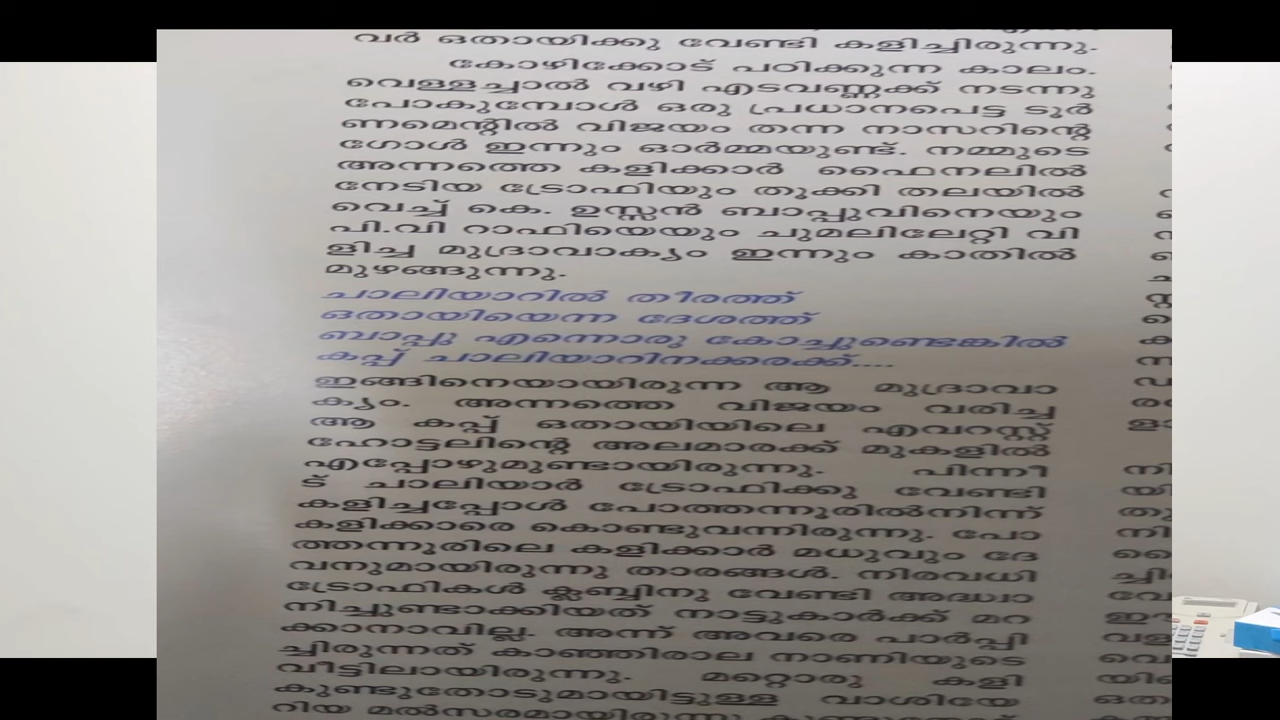 വർ ഒതായിക്കു വേണ്ടി കളിച്ചിരുന്നു.
കോഴിക്കോട് പഠിക്കുന്ന കാലം.
വെള്ളച്ചാൽ വഴി എടവണ്ണക്ക് നടന്നു
പോകുമ്പോൾ ഒരു പ്രധാനപെട്ട ടൂർ
ണമെന്റിൽ വിജയം തന്ന നാസറിന്റെ
ഗോൾ ഇന്നും ഓർമ്മയുണ്ട്. നമ്മുടെ
അന്നത്തെ കളിക്കാർ ഫൈനലിൽ
നേടിയ ട്രോഫിയും തൂക്കി തലയിൽ
വെച്ച് കെ. ഉസ്സൻ ബാപ്പുവിനെയും
പി.വി റാഫിയെയും ചുമലിലേറ്റി വി
ളിച്ച മുദ്രാവാക്യം ഇന്നും കാതിൽ
മുഴങ്ങുന്നു.
ചാലിയാറിൽ തീരത്ത്
ഒതായിയെന്ന ദേശത്ത്
ബാപ്പു എന്നൊരു കോച്ചുണ്ടെങ്കിൽ
കപ്പ് ചാലിയാറിനക്കരക്ക്....
ഇങ്ങിനെയായിരുന്ന ആ മുദ്രാവാ
ക്യം. അന്നത്തെ വിജയം വരിച്ച
ആ കപ്പ് ഒതായിയിലെ എവറസ്റ്റ്
ഹോട്ടലിന്റെ അലമാരക്ക് മുകളിൽ
എപ്പോഴുമുണ്ടായിരുന്നു. പിന്നീ
ട് ചാലിയാർ ട്രോഫിക്കു വേണ്ടി
കളിച്ചപ്പോൾ പോത്തന്നൂരിൽനിന്ന്
കളിക്കാരെ കൊണ്ടുവന്നിരുന്നു. പോ
ത്തന്നൂരിലെ കളിക്കാർ മധുവും ദേ
വനുമായിരുന്നു താരങ്ങൾ. നിരവധി
ട്രോഫികൾ ക്ലബ്ബിനു വേണ്ടി അദ്ധ്വാ
നിച്ചുണ്ടാക്കിയത് നാട്ടുകാർക്ക് മറ
ക്കാനാവില്ല. അന്ന് അവരെ പാർപ്പി
ച്ചിരുന്നത് കാഞ്ഞിരാല നാണിയുടെ
വീട്ടിലായിരുന്നു. മറ്റൊരു കളി
കുണ്ടുതോടുമായിട്ടുള്ള വാശിയേ
റിയ മൽസരമായിരുന്നു